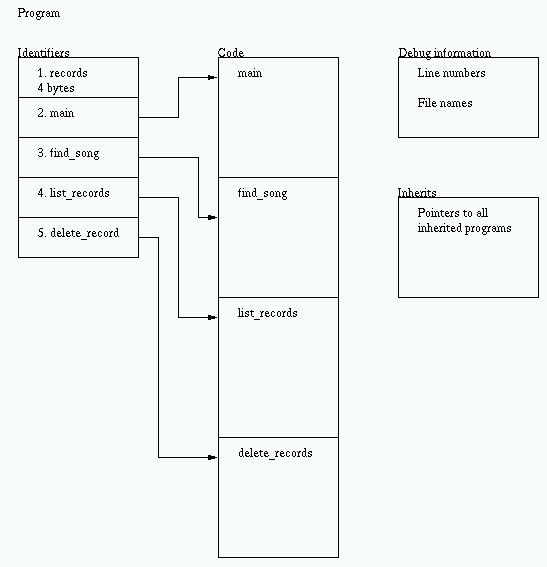 Program
Identifiers
1. records
4 bytes
2. main
3. find_song
4. list_records
5. delete_record
Code
main
find_song
list_records
delete_records
Debug information
Line numbers
File names
Inherits
Pointers to all
inherited programs